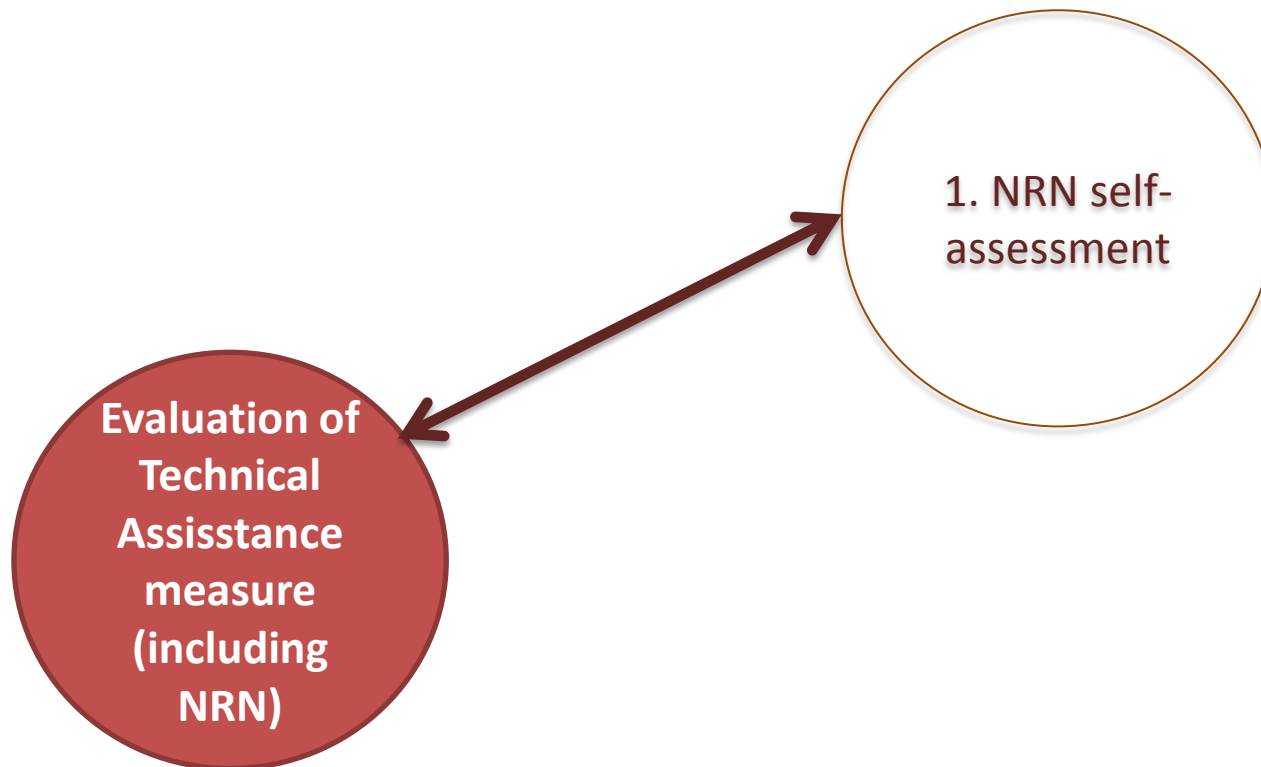 1. NRN self-
assessment
Evaluation of
Technical
Assisstance
measure
(including
NRN)